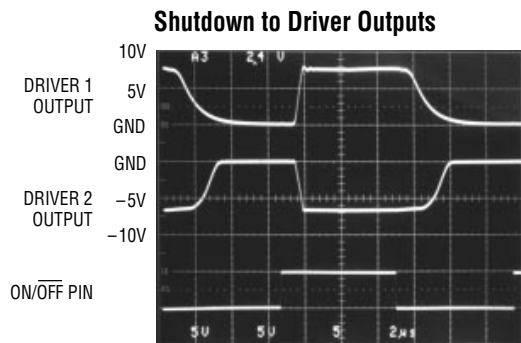 Shutdown to Driver Outputs
10V
A3 2.4 V
DRIVER 1
OUTPUT
5V
GND
GND
DRIVER 2
OUTPUT
–5V
–10V
ON/OFF PIN
5V 5V 5 2µs